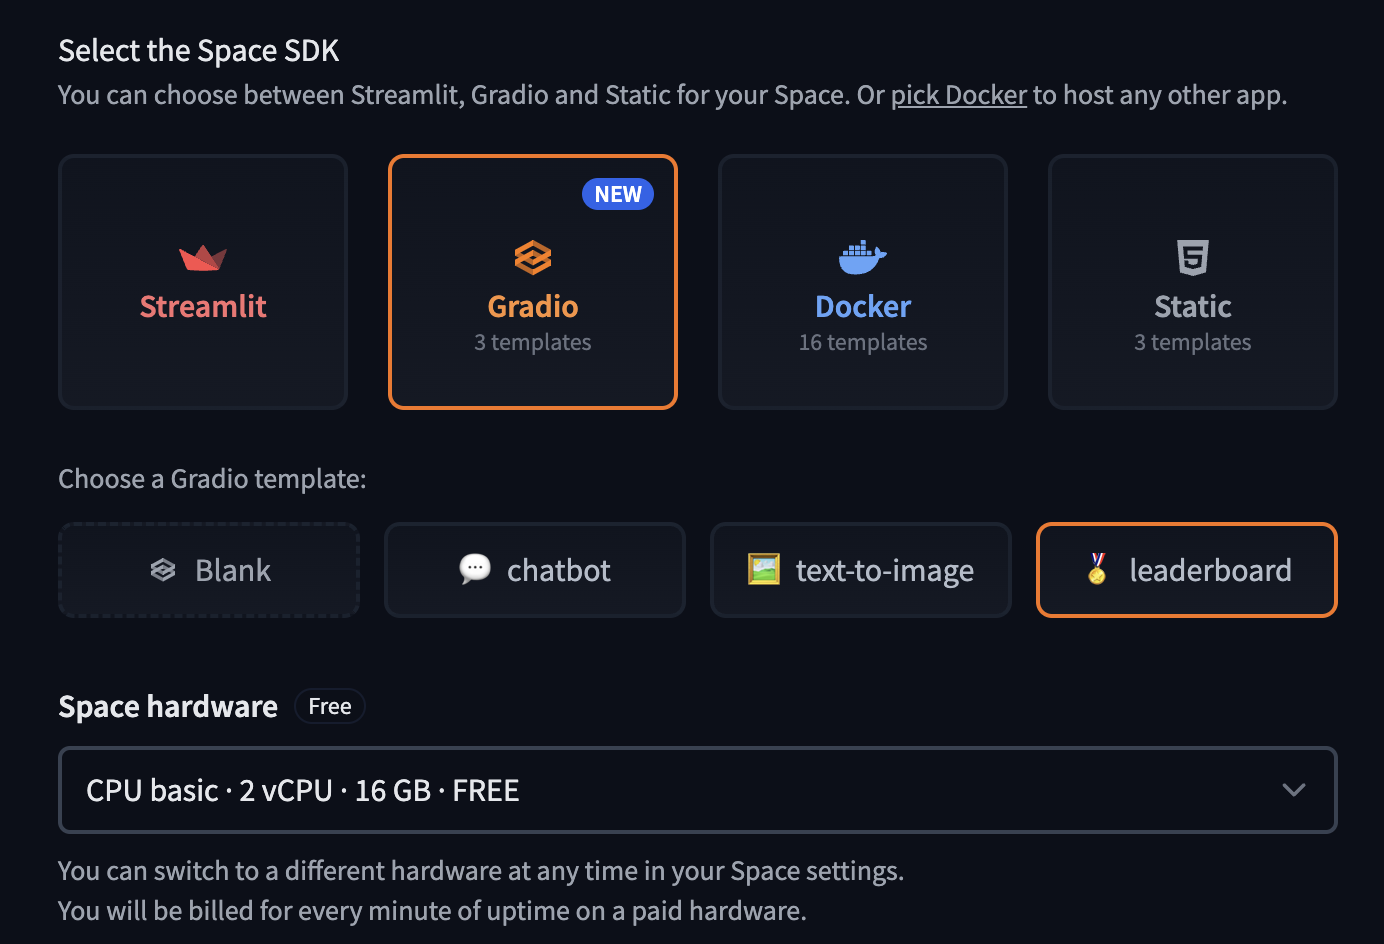 Select the Space SDK
You can choose between Streamlit, Gradio and Static for your Space. Or pick Docker to host any other app.
NEW
Streamlit
Gradio
3 templates
Docker
16 templates
Static
3 templates
Choose a Gradio template:
Blank
chatbot
text-to-image
leaderboard
Space hardware Free
CPU basic · 2 vCPU · 16 GB · FREE
You can switch to a different hardware at any time in your Space settings.
You will be billed for every minute of uptime on a paid hardware.